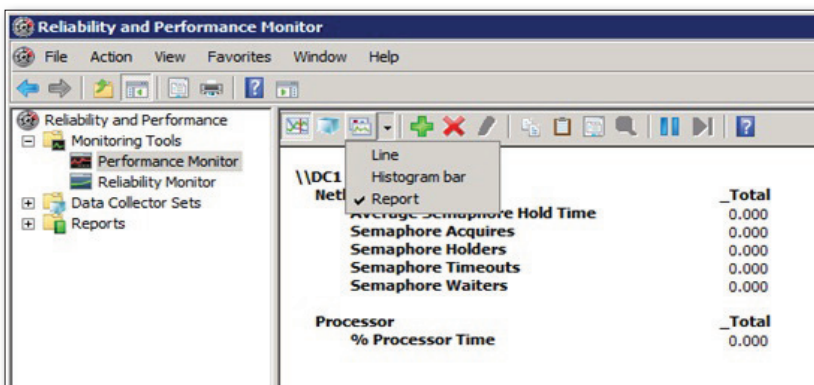 Reliability and Performance Monitor
File Action View Favorites Window Help
Reliability and Performance
Monitoring Tools
Performance Monitor
Reliability Monitor
Data Collector Sets
Reports
Line
Histogram bar
Report
\\DC1
_Total
Hold Time 0.000
Semaphore Acquires 0.000
Semaphore Holders 0.000
Semaphore Timeouts 0.000
Semaphore Waiters 0.000
Processor _Total
% Processor Time 0.000